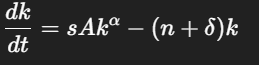 dk/dt = sAk^α − (n + δ)k